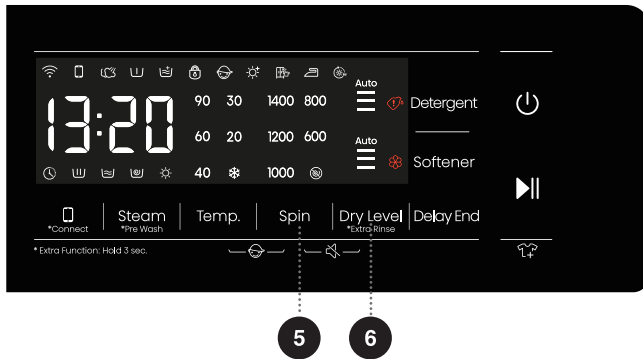 Auto
90 30 1400 800
Detergent
13:20
60 20 1200 600
Auto
Softener
40 1000
Steam Temp. Spin Dry Level Delay End
*Connect *Pre Wash *Extra Rinse
* Extra Function: Hold 3 sec.
5 6